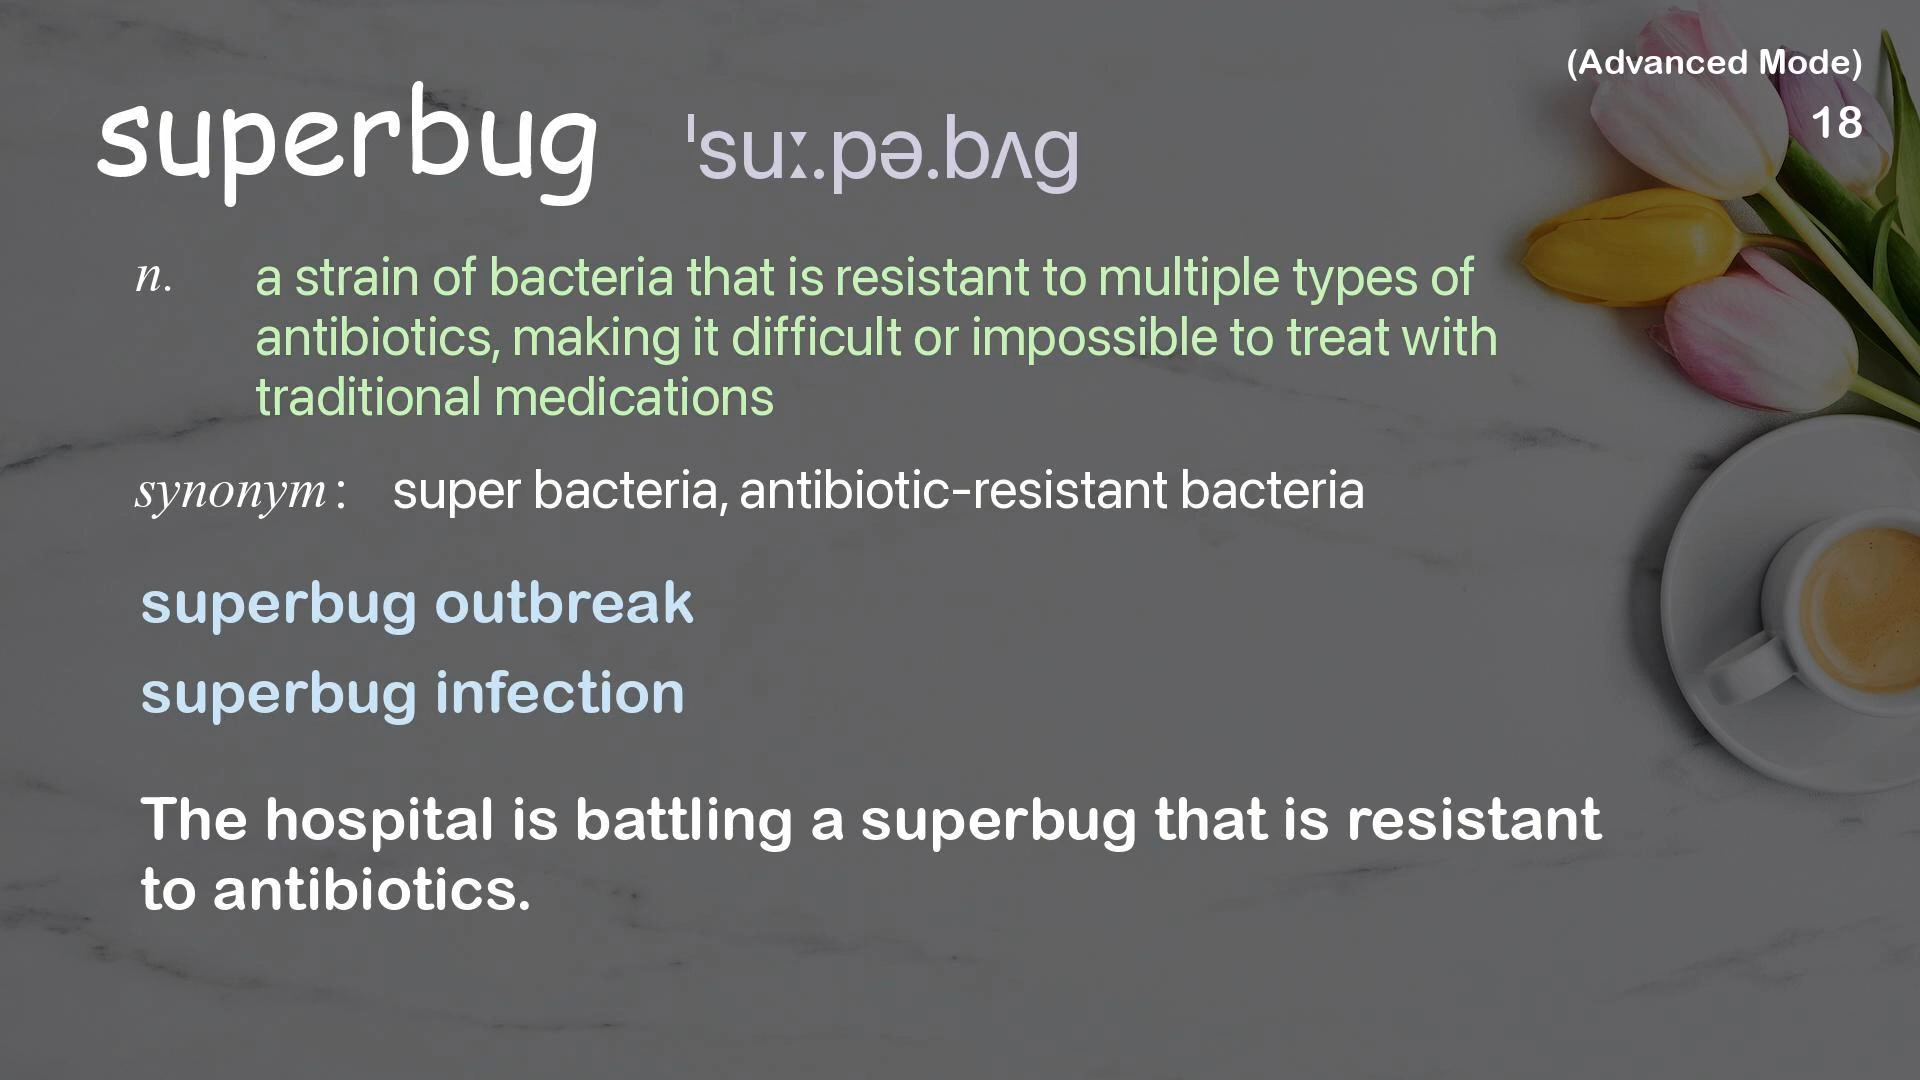 (Advanced Mode)
superbug ˈsuː.pə.bʌg
18
n. a strain of bacteria that is resistant to multiple types of
antibiotics, making it difficult or impossible to treat with
traditional medications
synonym: super bacteria, antibiotic-resistant bacteria
superbug outbreak
superbug infection
The hospital is battling a superbug that is resistant
to antibiotics.